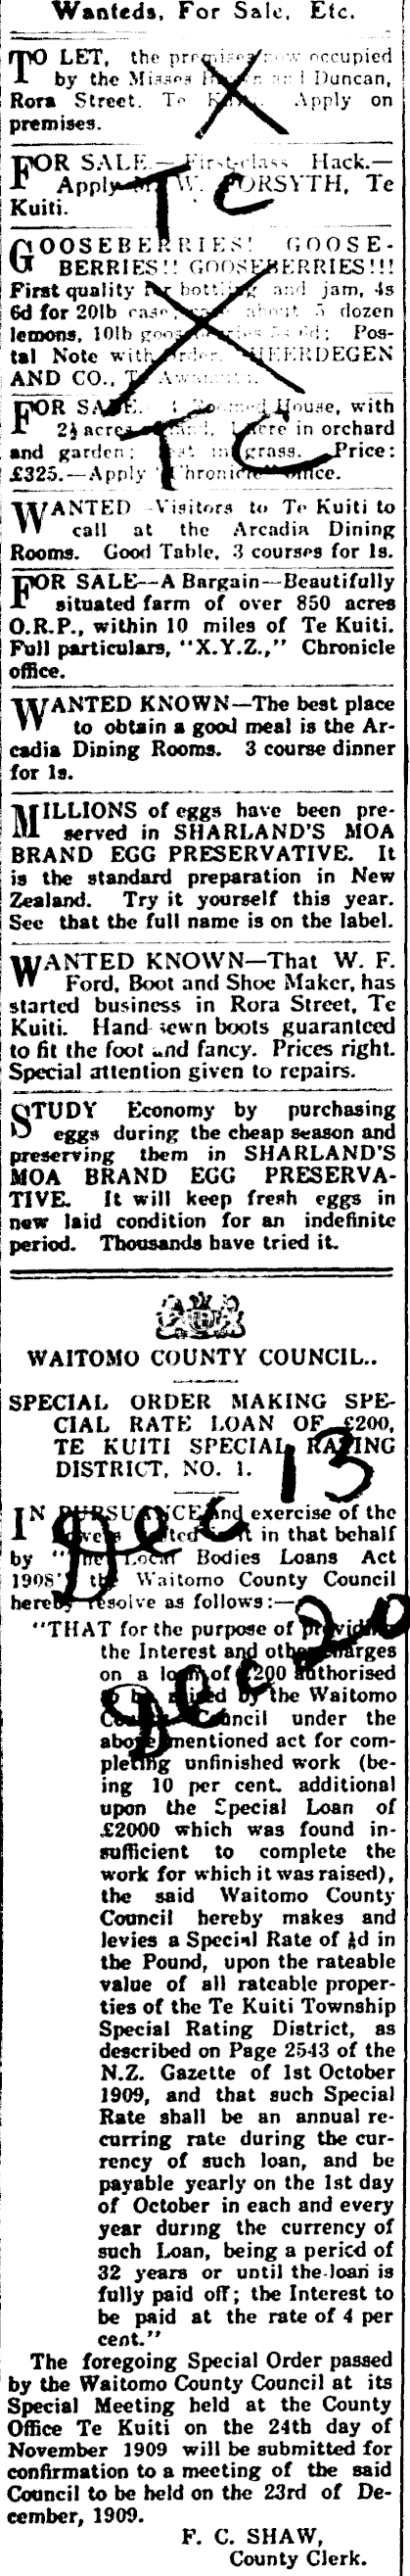 Wanteds, For Sale, Etc.
TO LET, the premises now occupied
by the Misses and Duncan,
Rora Street, Te Kuiti. Apply on
premises.
FOR SALE.—First-class Hack.—
Apply W. FORSYTH, Te
Kuiti.
GOOSEBERRIES! GOOSE-
BERRIES!! GOOSEBERRIES!!!
First quality for bottling and jam, 4s
6d for 20lb case; about 5 dozen
lemons, 10lb gooseberries 5s 6d; Pos-
tal Note with order. HEERDEGEN
AND CO., Te Awamutu.
FOR SALE. Roomed House, with
2½ acres land, 1 acre in orchard
and garden; rest in grass. Price:
£325.—Apply "Chronicle" office.
WANTED—Visitors to Te Kuiti to
call at the Arcadia Dining
Rooms. Good Table, 3 courses for 1s.
FOR SALE—A Bargain—Beautifully
situated farm of over 850 acres
O.R.P., within 10 miles of Te Kuiti.
Full particulars, "X.Y.Z.," Chronicle
office.
WANTED KNOWN—The best place
to obtain a good meal is the Ar-
cadia Dining Rooms. 3 course dinner
for 1s.
MILLIONS of eggs have been pre-
served in SHARLAND'S MOA
BRAND EGG PRESERVATIVE. It
is the standard preparation in New
Zealand. Try it yourself this year.
See that the full name is on the label.
WANTED KNOWN—That W. F.
Ford, Boot and Shoe Maker, has
started business in Rora Street, Te
Kuiti. Hand-sewn boots guaranteed
to fit the foot and fancy. Prices right.
Special attention given to repairs.
STUDY Economy by purchasing
eggs during the cheap season and
preserving them in SHARLAND'S
MOA BRAND EGG PRESERVA-
TIVE. It will keep fresh eggs in
new laid condition for an indefinite
period. Thousands have tried it.
WAITOMO COUNTY COUNCIL..
SPECIAL ORDER MAKING SPE-
CIAL RATE LOAN OF £200,
TE KUITI SPECIAL RATING
DISTRICT, NO. 1.
IN PURSUANCE and exercise of the
powers vested in it in that behalf
by "The Local Bodies Loans Act
1908" the Waitomo County Council
hereby resolve as follows:—
"THAT for the purpose of providing
the Interest and other charges
on a loan of £200 authorised
to be raised by the Waitomo
County Council under the
above mentioned act for com-
pleting unfinished work (be-
ing 10 per cent. additional
upon the Special Loan of
£2000 which was found in-
sufficient to complete the
work for which it was raised),
the said Waitomo County
Council hereby makes and
levies a Special Rate of d in
the Pound, upon the rateable
value of all rateable proper-
ties of the Te Kuiti Township
Special Rating District, as
described on Page 2543 of the
N.Z. Gazette of 1st October
1909, and that such Special
Rate shall be an annual re-
curring rate during the cur-
rency of such loan, and be
payable yearly on the 1st day
of October in each and every
year during the currency of
such Loan, being a period of
32 years or until the loan is
fully paid off; the Interest to
be paid at the rate of 4 per
cent."
The foregoing Special Order passed
by the Waitomo County Council at its
Special Meeting held at the County
Office Te Kuiti on the 24th day of
November 1909 will be submitted for
confirmation to a meeting of the said
Council to be held on the 23rd of De-
cember, 1909.
F. C. SHAW,
County Clerk.
TC
TC
Dec 13
Dec 20